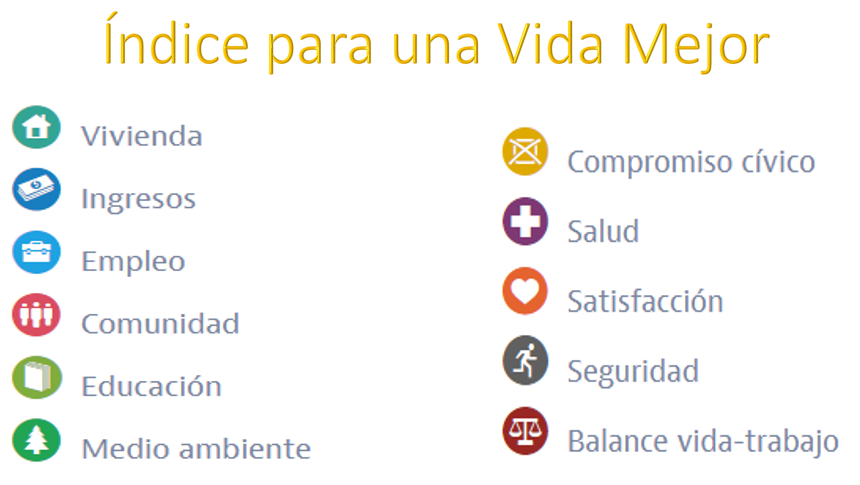 Índice para una Vida Mejor
Vivienda
Ingresos
Empleo
Comunidad
Educación
Medio ambiente
Compromiso cívico
Salud
Satisfacción
Seguridad
Balance vida-trabajo